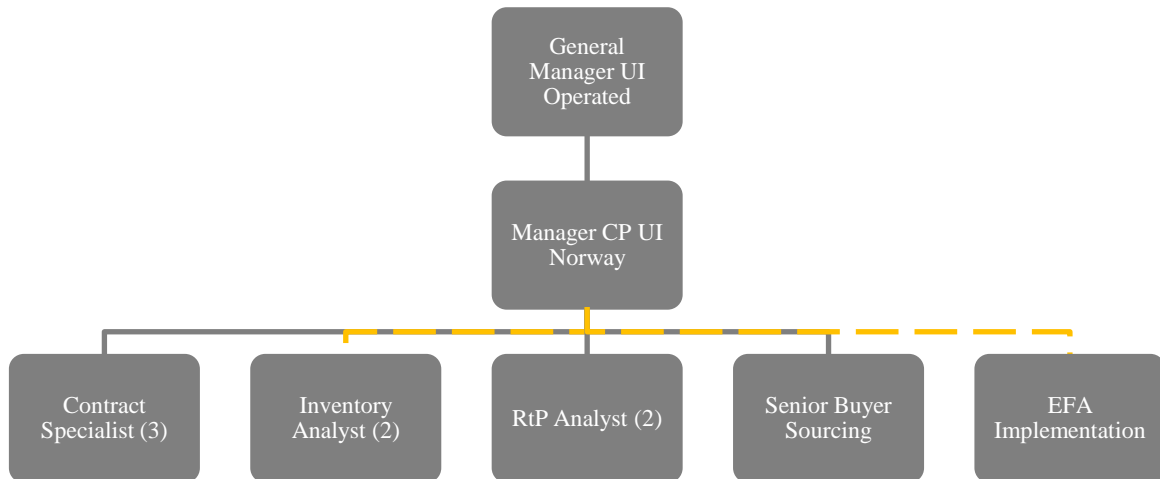 General
Manager UI
Operated
Manager CP UI
Norway
Contract
Specialist (3)
Inventory
Analyst (2)
RtP Analyst (2)
Senior Buyer
Sourcing
EFA
Implementation